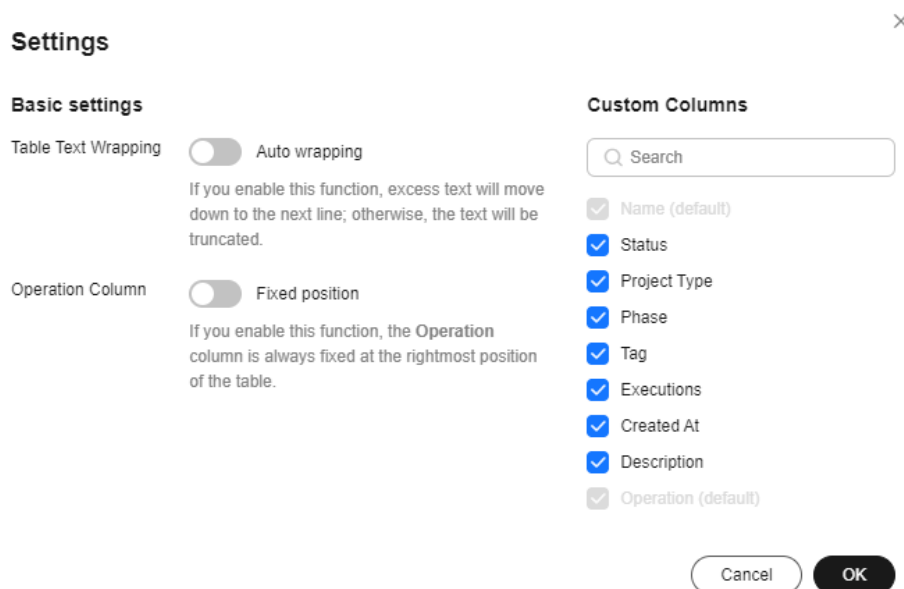 Settings
Basic settings
Table Text Wrapping
Auto wrapping
If you enable this function, excess text will move
down to the next line; otherwise, the text will be
truncated.
Operation Column
Fixed position
If you enable this function, the Operation
column is always fixed at the rightmost position
of the table.
Custom Columns
Search
Name (default)
Status
Project Type
Phase
Tag
Executions
Created At
Description
Operation (default)
Cancel
OK